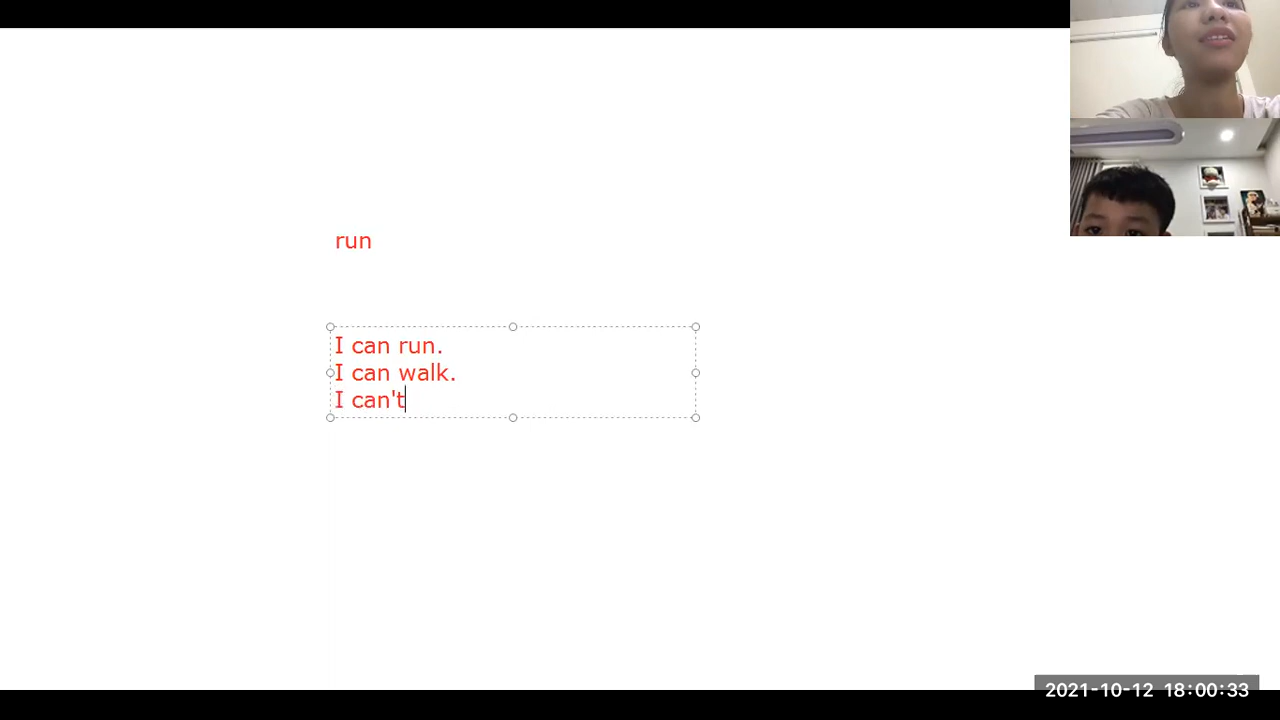 run
I can run.
I can walk.
I can't
2021-10-12 18:00:33